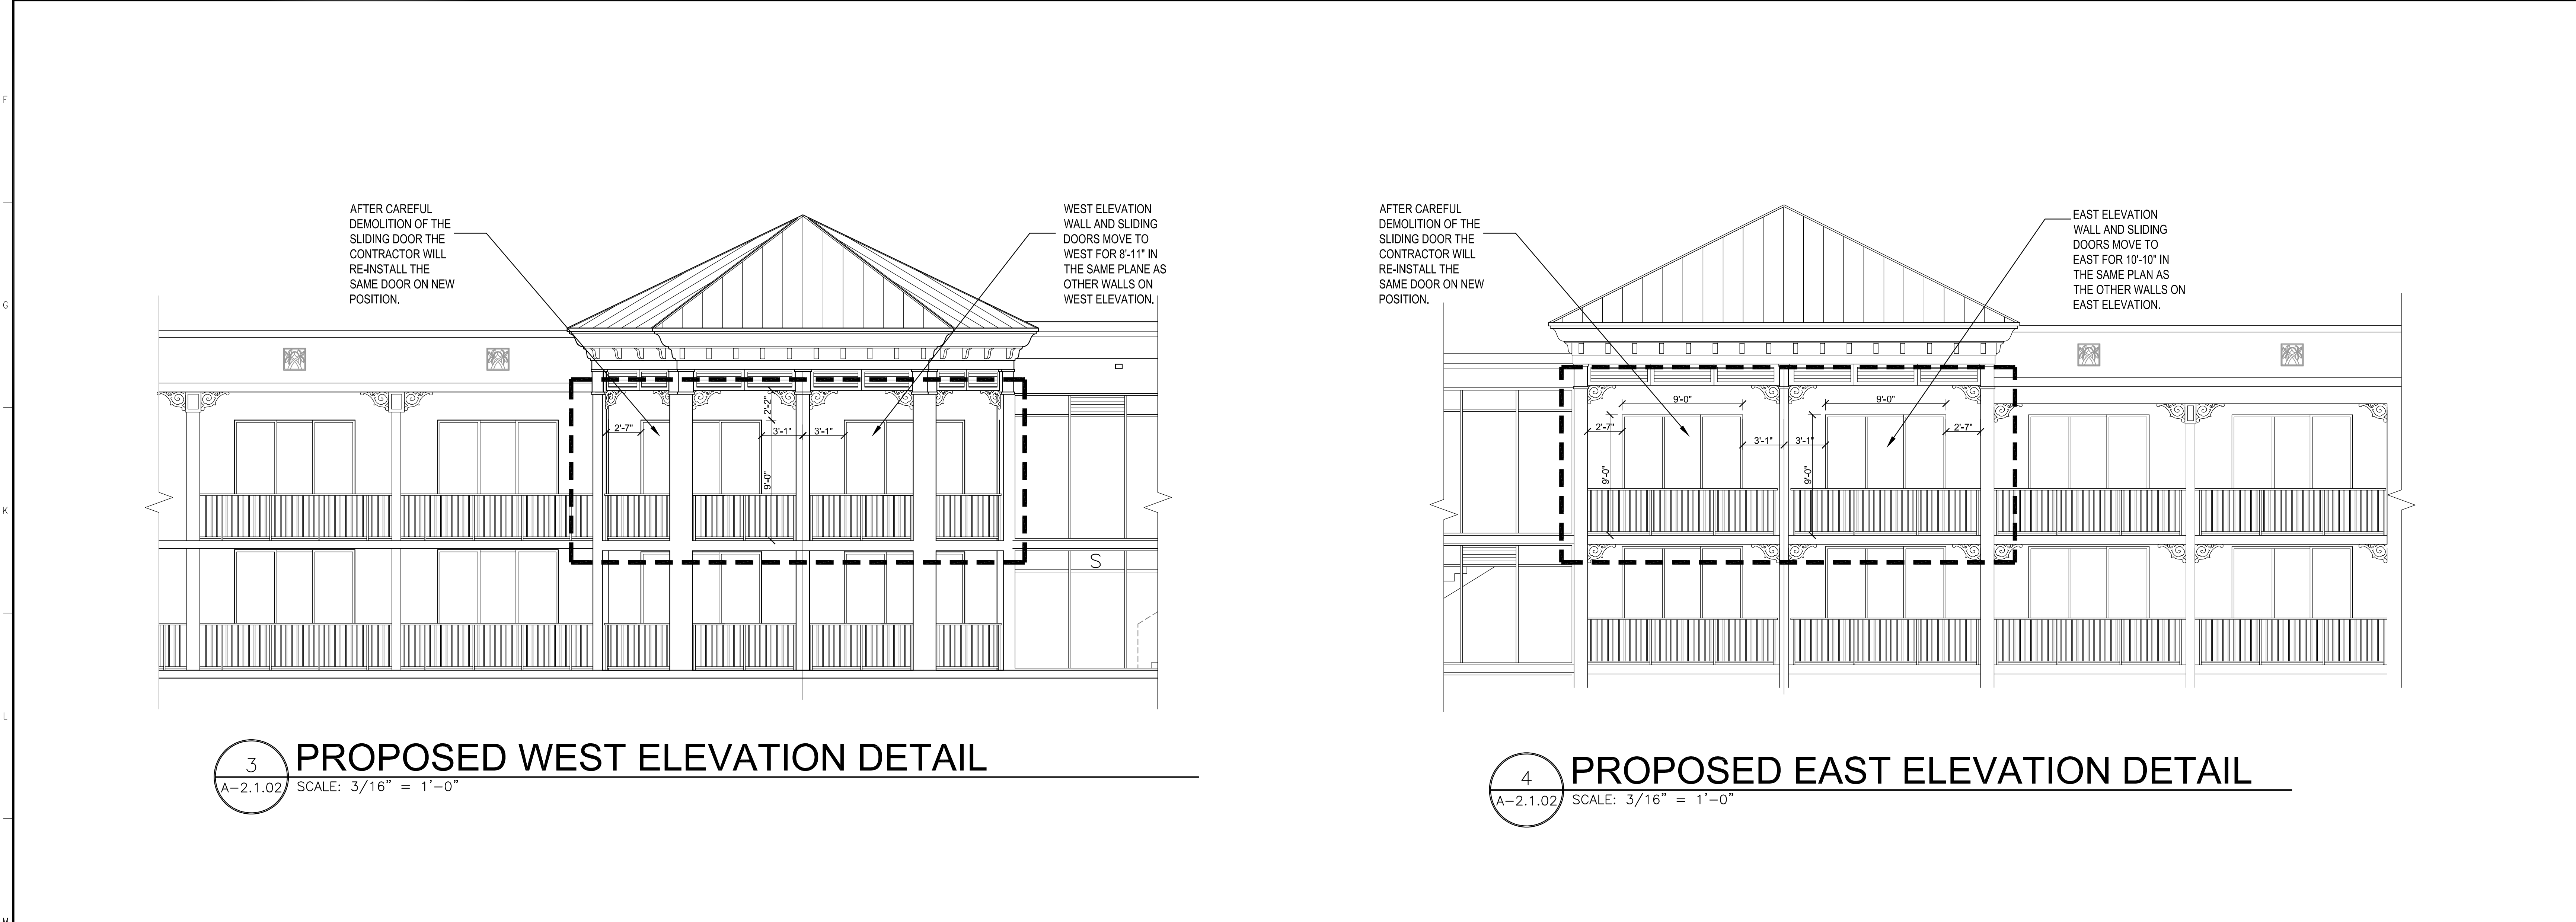 F
G
K
L
M
AFTER CAREFUL
DEMOLITION OF THE
SLIDING DOOR THE
CONTRACTOR WILL
RE-INSTALL THE
SAME DOOR ON NEW
POSITION.
WEST ELEVATION
WALL AND SLIDING
DOORS MOVE TO
WEST FOR 8'-11" IN
THE SAME PLANE AS
OTHER WALLS ON
WEST ELEVATION.
2'-7"
2'-2"
3'-1"
3'-1"
9'-0"
S
3
A-2.1.02
PROPOSED WEST ELEVATION DETAIL
SCALE: 3/16" = 1'-0"
AFTER CAREFUL
DEMOLITION OF THE
SLIDING DOOR THE
CONTRACTOR WILL
RE-INSTALL THE
SAME DOOR ON NEW
POSITION.
EAST ELEVATION
WALL AND SLIDING
DOORS MOVE TO
EAST FOR 10'-10" IN
THE SAME PLAN AS
THE OTHER WALLS ON
EAST ELEVATION.
9'-0"
9'-0"
2'-7"
3'-1"
3'-1"
2'-7"
9'-0"
9'-0"
4
A-2.1.02
PROPOSED EAST ELEVATION DETAIL
SCALE: 3/16" = 1'-0"